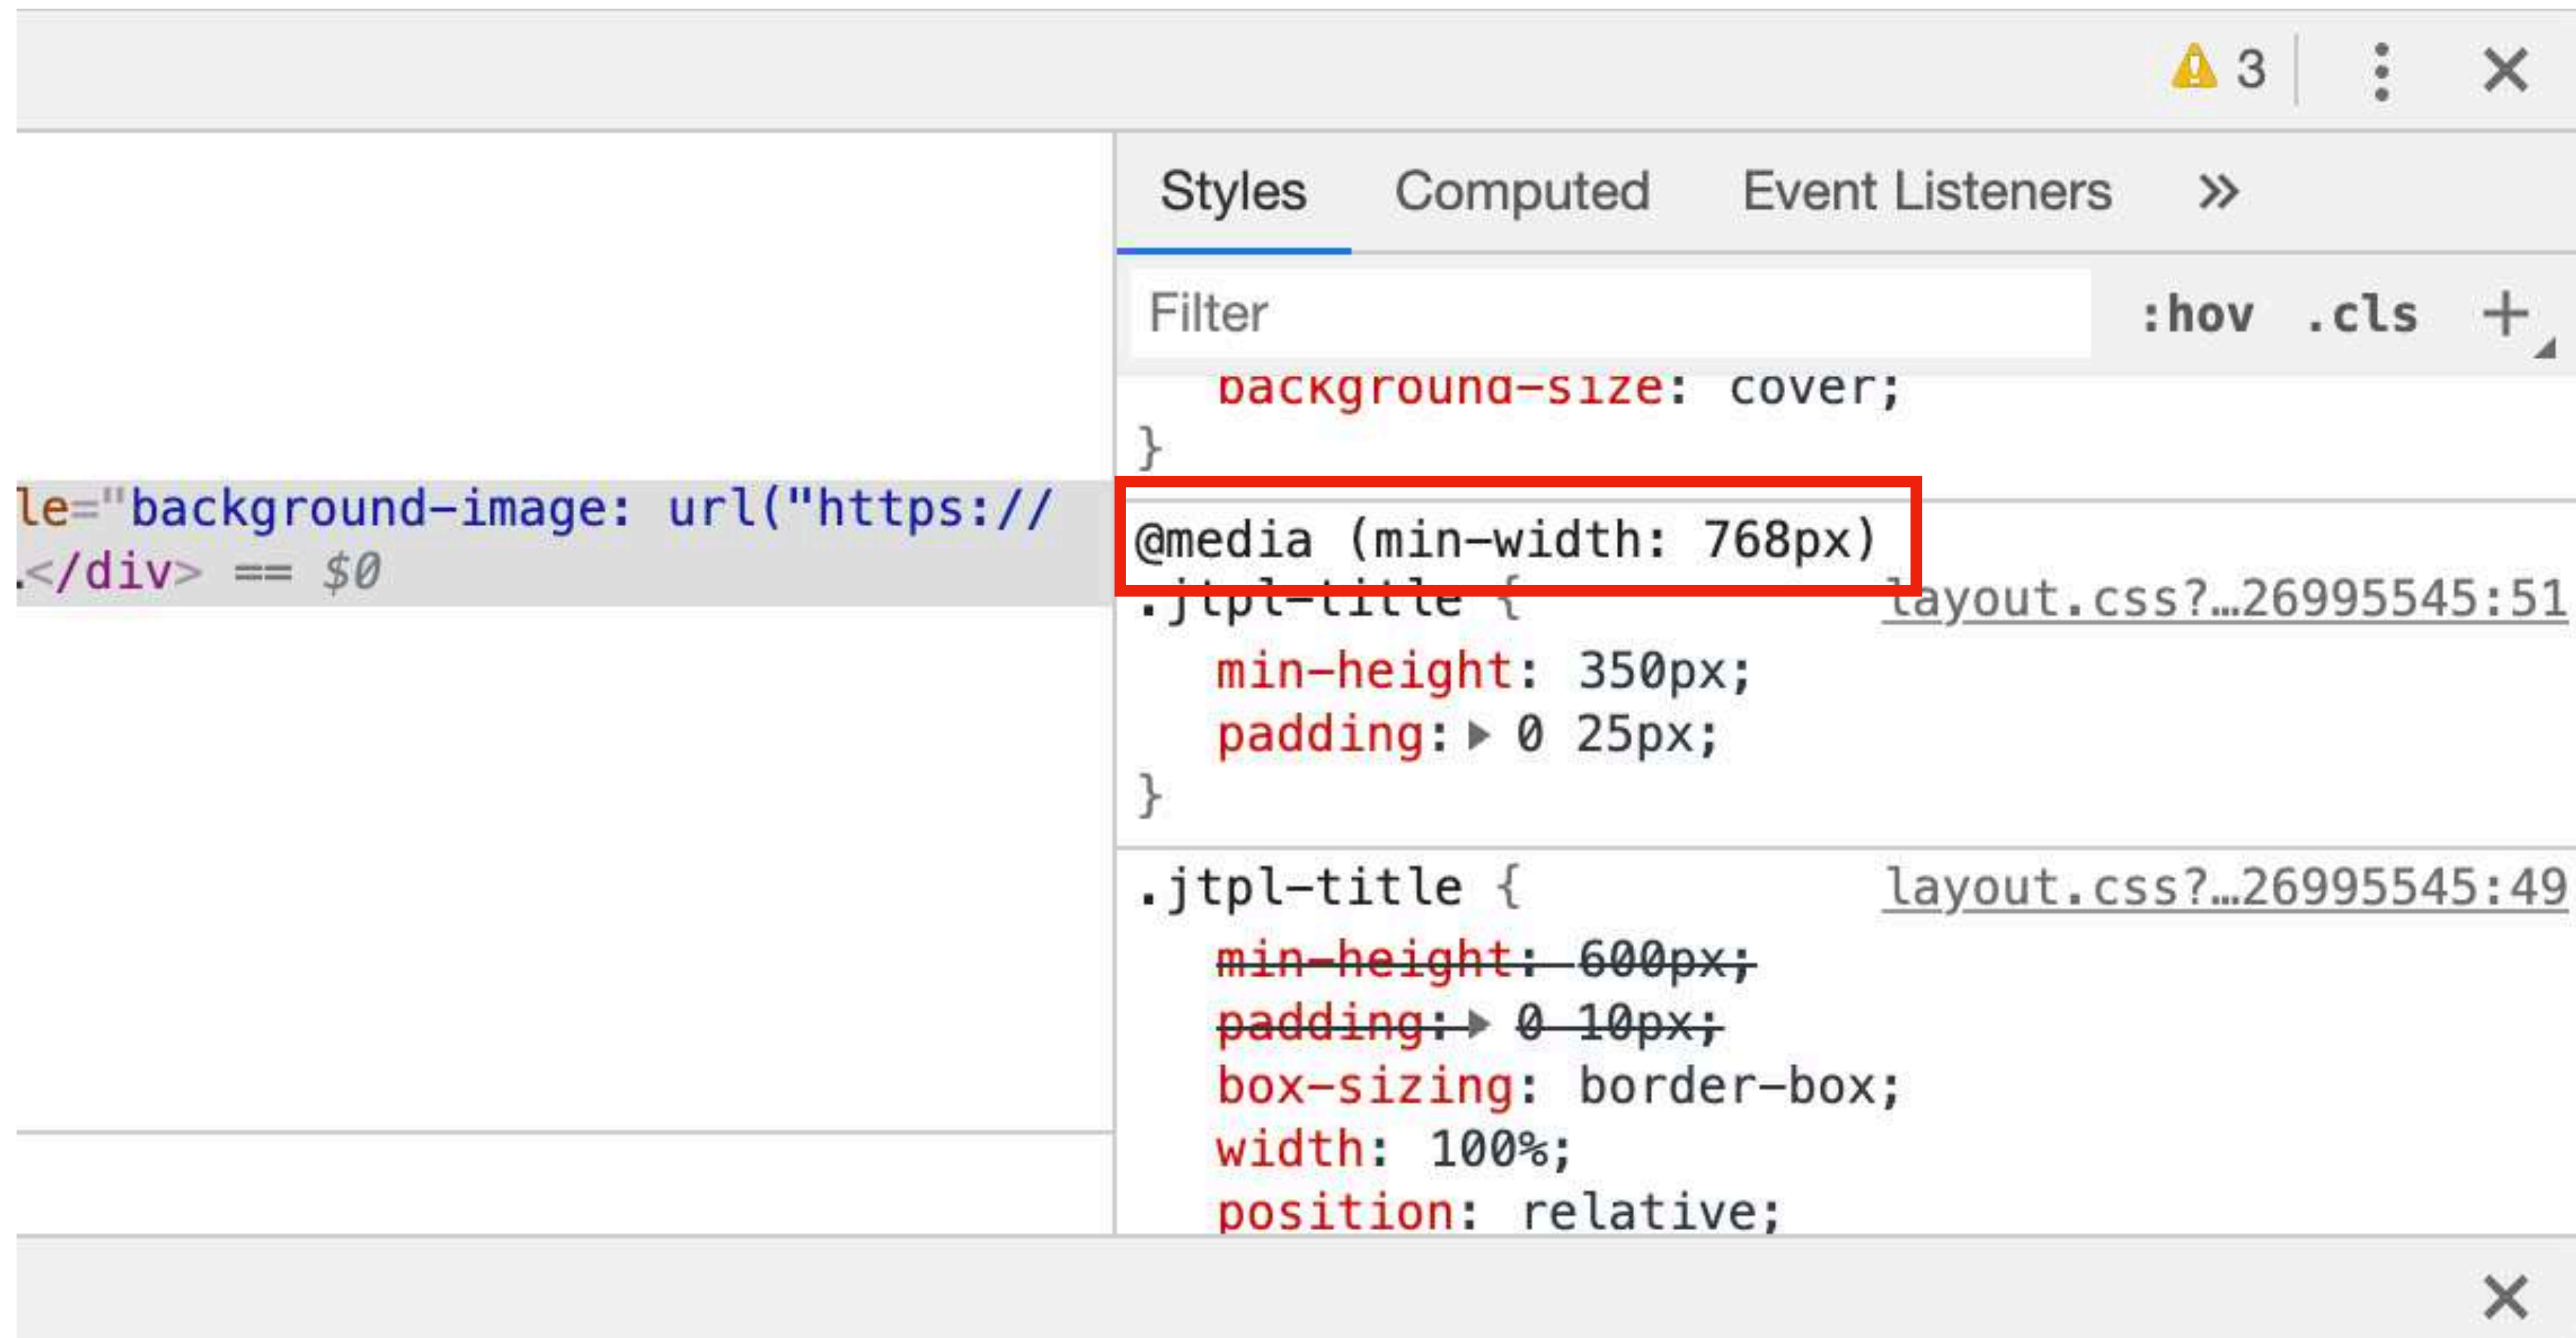 3
Styles Computed Event Listeners »
Filter :hov .cls +
background-size: cover;
}
le="background-image: url("https://
.</div> == $0
@media (min-width: 768px)
.jtpl-title { layout.css?…26995545:51
min-height: 350px;
padding: 0 25px;
}
.jtpl-title { layout.css?…26995545:49
min-height: 600px;
padding: 0 10px;
box-sizing: border-box;
width: 100%;
position: relative;